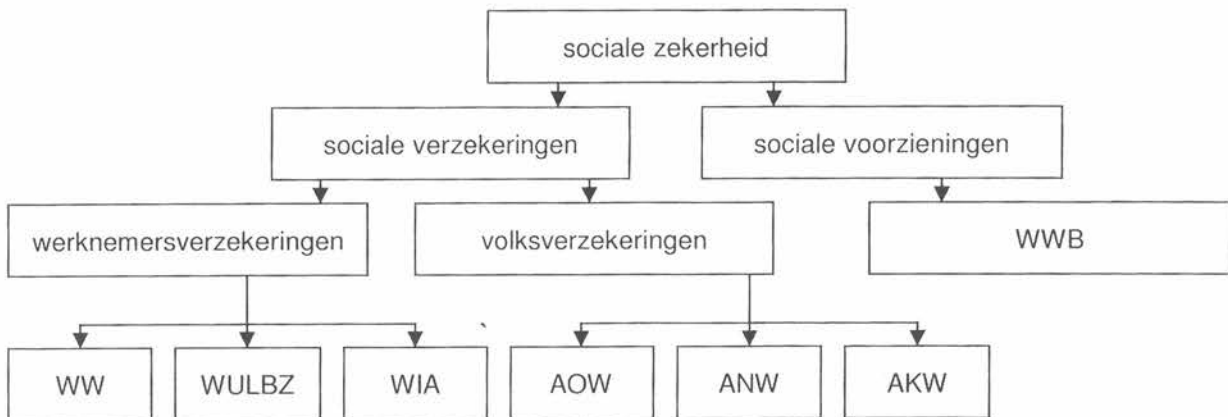 sociale zekerheid
sociale verzekeringen
sociale voorzieningen
werknemersverzekeringen
volksverzekeringen
WWB
WW
WULBZ
WIA
AOW
ANW
AKW